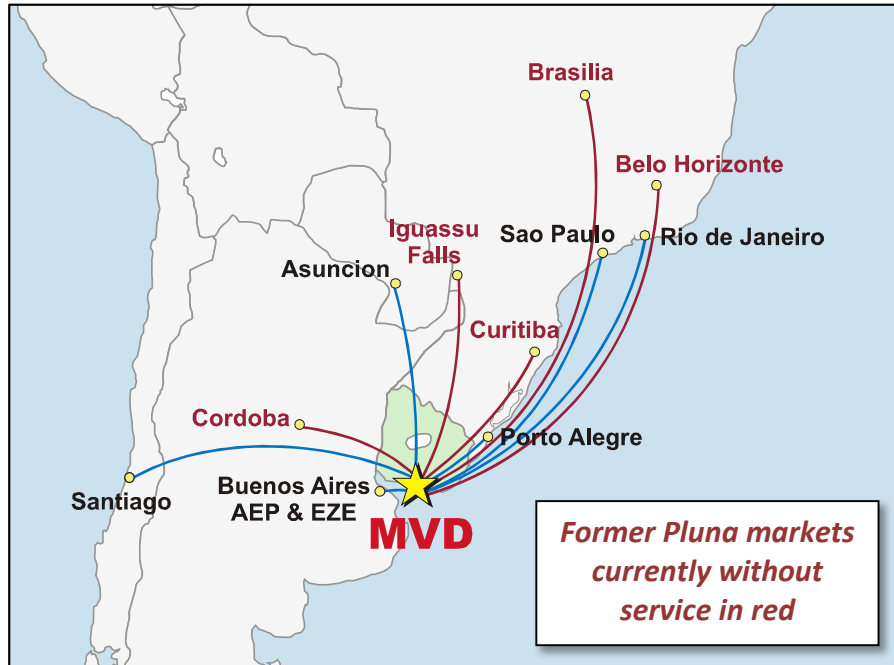 Brasilia
Belo Horizonte
Iguassu
Falls
Sao Paulo
Rio de Janeiro
Asuncion
Curitiba
Cordoba
Porto Alegre
Santiago
Buenos Aires
AEP & EZE
MVD
Former Pluna markets
currently without
service in red